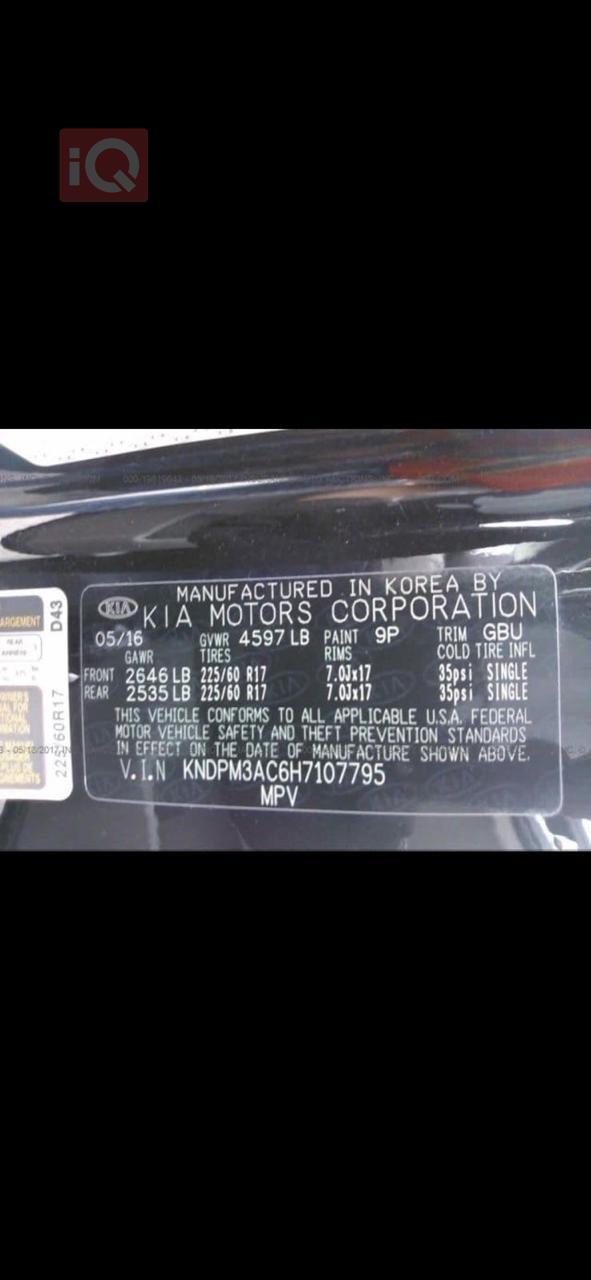 iQ
MANUFACTURED IN KOREA BY
KIA KIA MOTORS CORPORATION
05/16 GVWR 4597 LB PAINT 9P TRIM GBU
GAWR TIRES RIMS COLD TIRE INFL
FRONT 2646 LB 225/60 R17 7.0Jx17 35psi SINGLE
REAR 2535 LB 225/60 R17 7.0Jx17 35psi SINGLE
THIS VEHICLE CONFORMS TO ALL APPLICABLE U.S.A. FEDERAL
MOTOR VEHICLE SAFETY AND THEFT PREVENTION STANDARDS
IN EFFECT ON THE DATE OF MANUFACTURE SHOWN ABOVE.
V.I.N KNDPM3AC6H7107795
MPV
D43
60R17
ARGEMENT
REAR